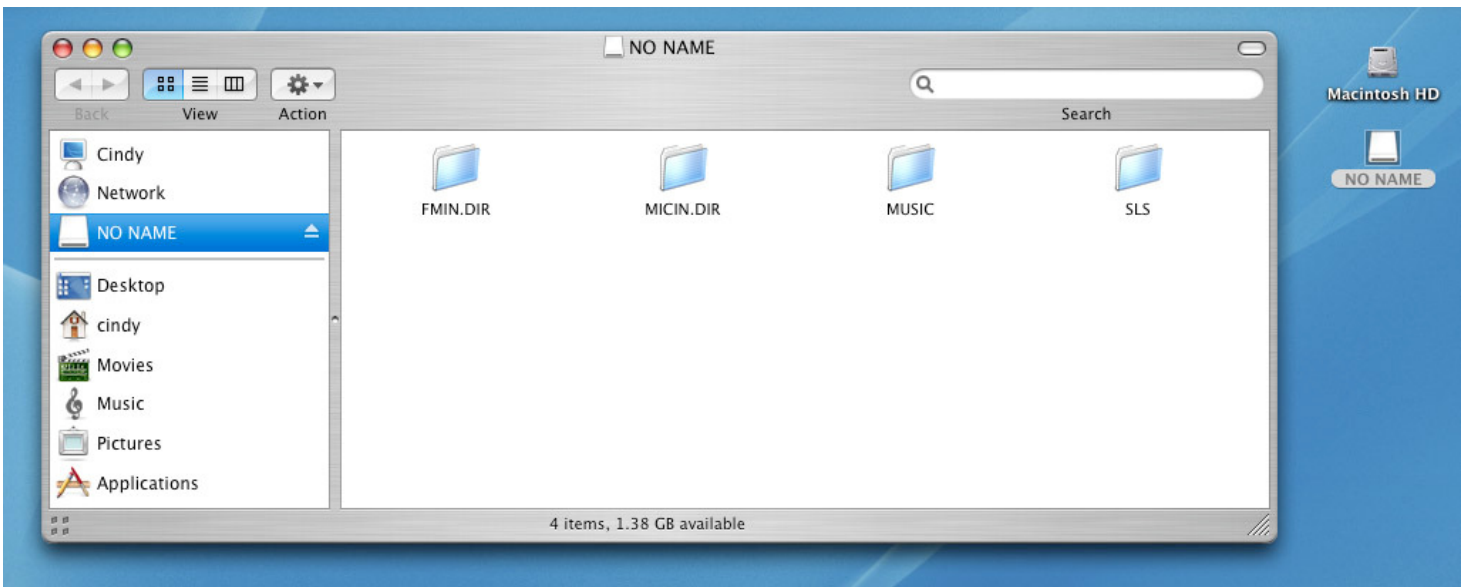 NO NAME
Back View Action Search
Cindy
Network
NO NAME
Desktop
cindy
Movies
Music
Pictures
Applications
FMIN.DIR MICIN.DIR MUSIC SLS
4 items, 1.38 GB available
Macintosh HD
NO NAME